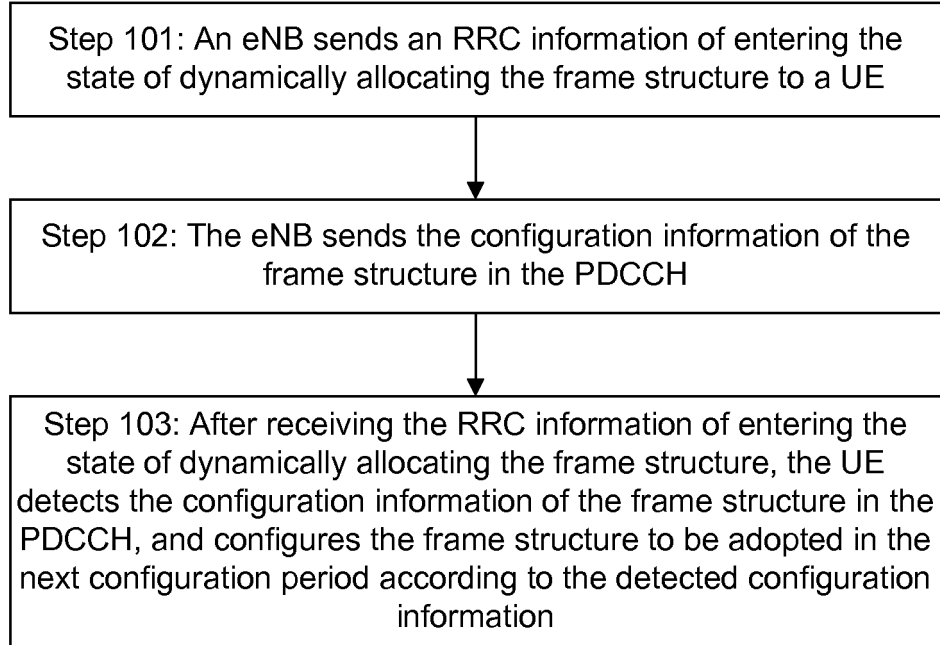 Step 101: An eNB sends an RRC information of entering the
state of dynamically allocating the frame structure to a UE
Step 102: The eNB sends the configuration information of the
frame structure in the PDCCH
Step 103: After receiving the RRC information of entering the
state of dynamically allocating the frame structure, the UE
detects the configuration information of the frame structure in the
PDCCH, and configures the frame structure to be adopted in the
next configuration period according to the detected configuration
information